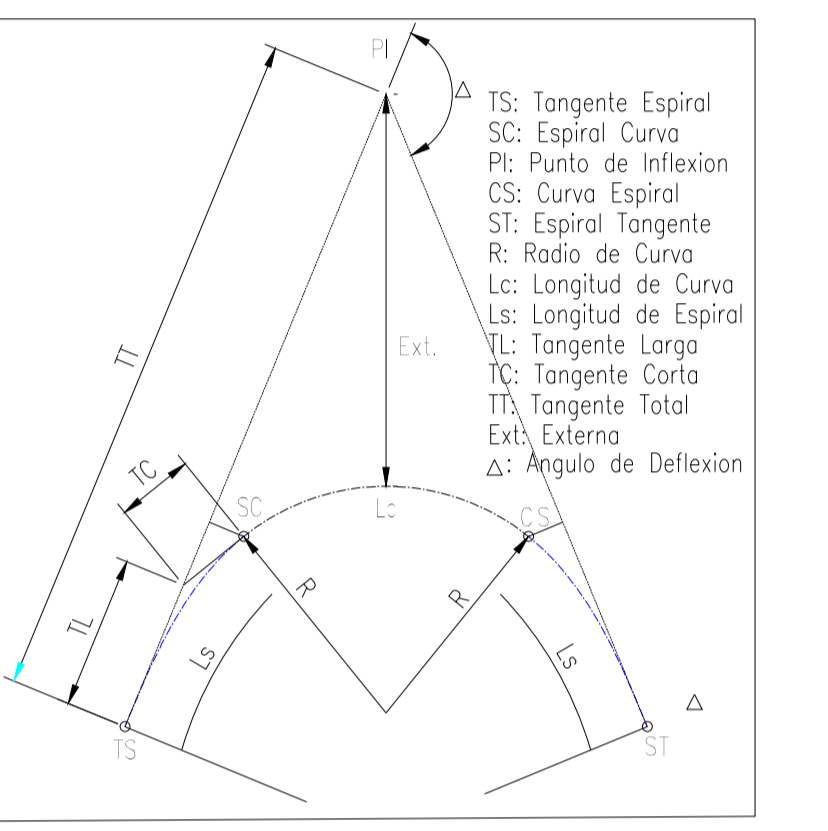 PI
△
TS: Tangente Espiral
SC: Espiral Curva
PI: Punto de Inflexion
CS: Curva Espiral
ST: Espiral Tangente
R: Radio de Curva
Lc: Longitud de Curva
Ls: Longitud de Espiral
TL: Tangente Larga
TC: Tangente Corta
TT: Tangente Total
Ext: Externa
△: Angulo de Deflexion
TT
Ext.
TC
SC
Lc
CS
R
R
TL
Ls
Ls
△
TS
ST